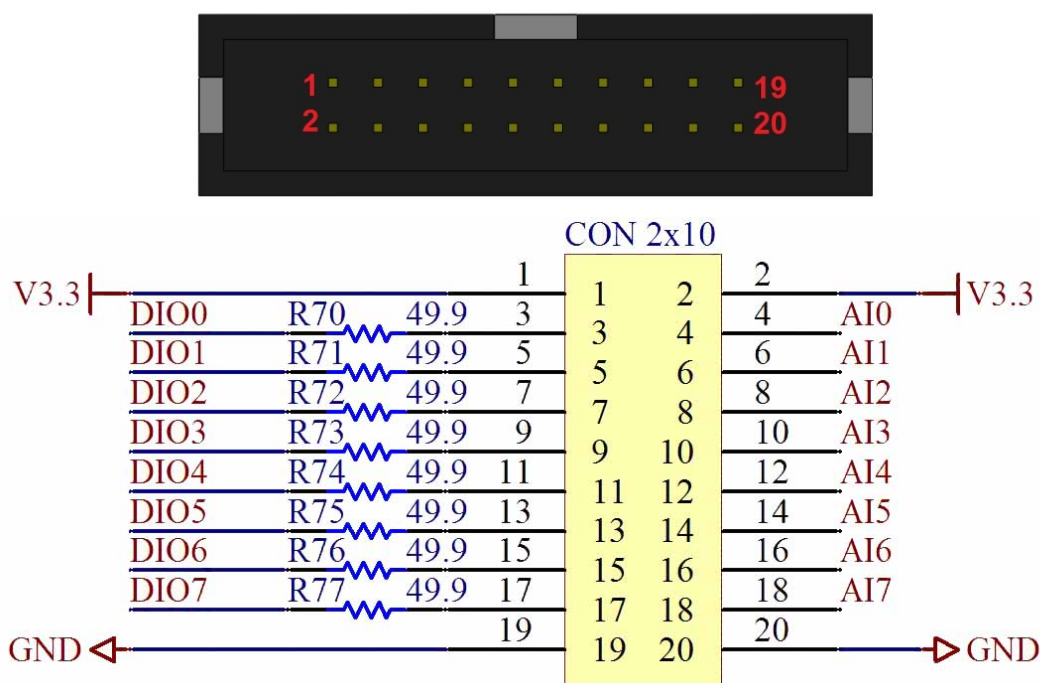 1 19
2 20
CON 2x10
V3.3 1 1 2 2 V3.3
DIO0 R70 49.9 3 3 4 4 AI0
DIO1 R71 49.9 5 5 6 6 AI1
DIO2 R72 49.9 7 7 8 8 AI2
DIO3 R73 49.9 9 9 10 10 AI3
DIO4 R74 49.9 11 11 12 12 AI4
DIO5 R75 49.9 13 13 14 14 AI5
DIO6 R76 49.9 15 15 16 16 AI6
DIO7 R77 49.9 17 17 18 18 AI7
GND 19 19 20 20 GND